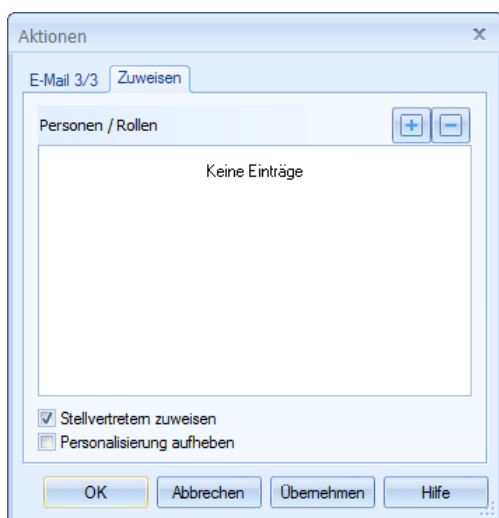 Aktionen
E-Mail 3/3 Zuweisen
Personen / Rollen
Keine Einträge
Stellvertretern zuweisen
Personalisierung aufheben
OK Abbrechen Übernehmen Hilfe